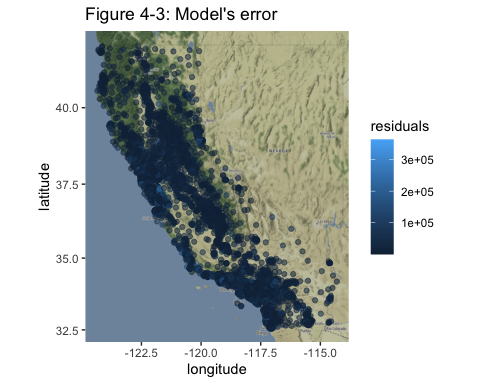 Figure 4-3: Model's error
40.0
37.5
35.0
32.5
latitude
-122.5
-120.0
-117.5
-115.0
longitude
residuals
3e+05
2e+05
1e+05